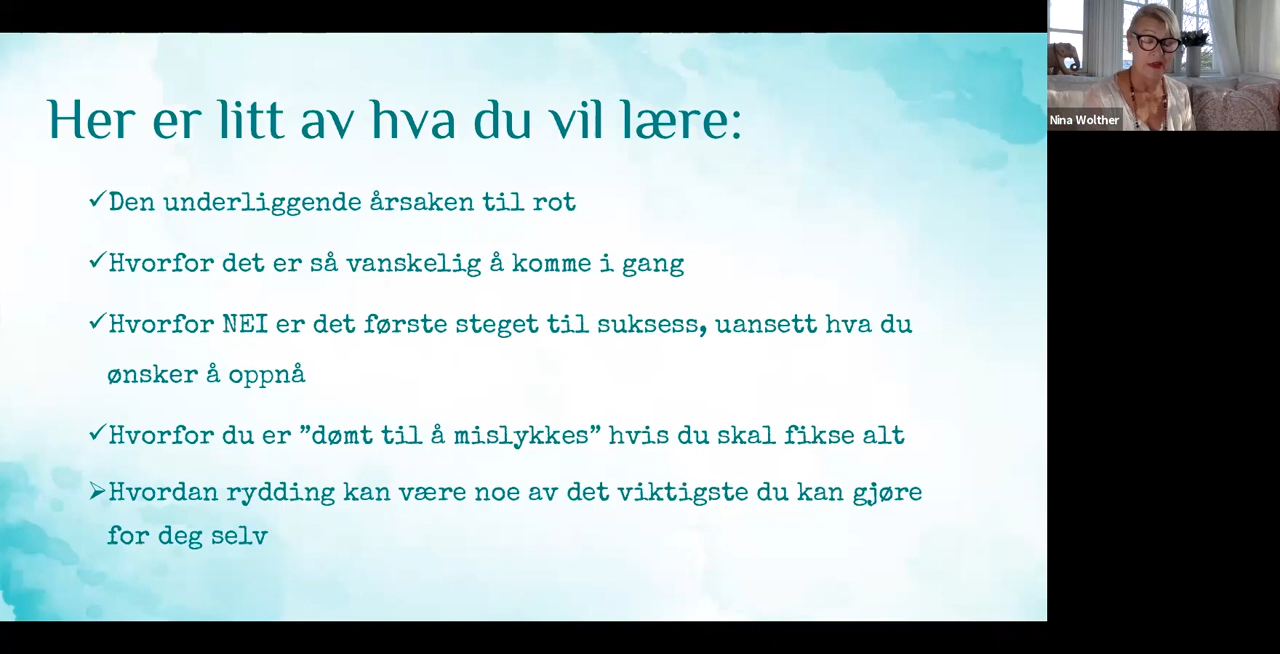 Her er litt av hva du vil lære:
✓Den underliggende årsaken til rot
✓Hvorfor det er så vanskelig å komme i gang
✓Hvorfor NEI er det første steget til suksess, uansett hva du
ønsker å oppnå
✓Hvorfor du er ”dømt til å mislykkes” hvis du skal fikse alt
➢Hvordan rydding kan være noe av det viktigste du kan gjøre
for deg selv
Nina Wolther